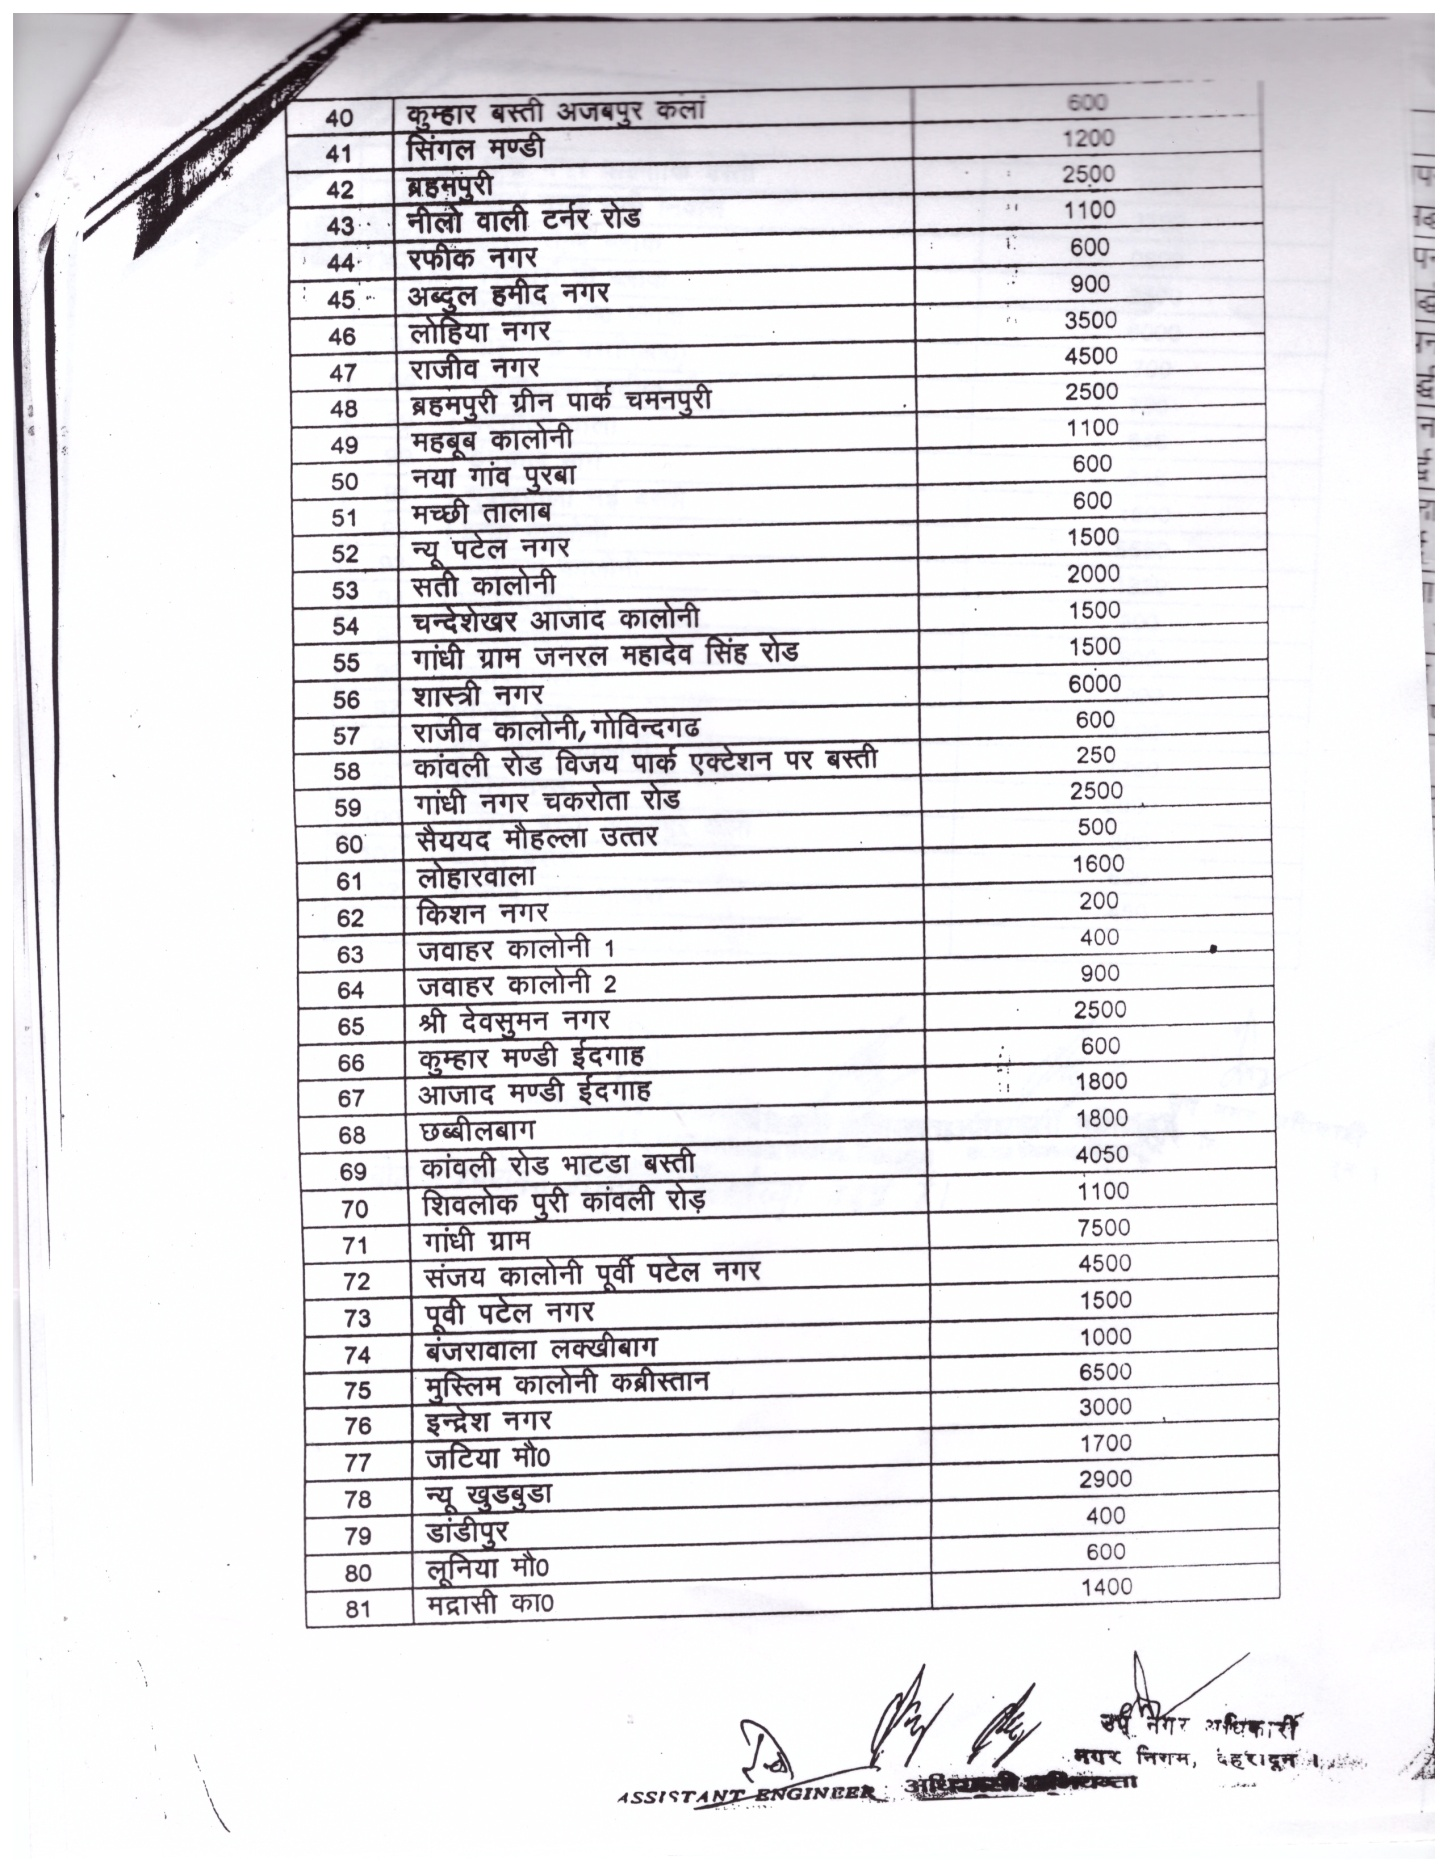 40 कुम्हार बस्ती अजबपुर कलां 600
41 सिंगल मण्डी 1200
42 ब्रहमपुरी 2500
43 नीलो वाली टर्नर रोड 1100
44 रफीक नगर 600
45 अब्दुल हमीद नगर 900
46 लोहिया नगर 3500
47 राजीव नगर 4500
48 ब्रहमपुरी ग्रीन पार्क चमनपुरी 2500
49 महबूब कालोनी 1100
50 नया गांव पुरबा 600
51 मच्छी तालाब 600
52 न्यू पटेल नगर 1500
53 सती कालोनी 2000
54 चन्देशेखर आजाद कालोनी 1500
55 गांधी ग्राम जनरल महादेव सिंह रोड 1500
56 शास्त्री नगर 6000
57 राजीव कालोनी,गोविन्दगढ 600
58 कांवली रोड विजय पार्क एक्टेशन पर बस्ती 250
59 गांधी नगर चकरोता रोड 2500
60 सैययद मौहल्ला उत्तर 500
61 लोहारवाला 1600
62 किशन नगर 200
63 जवाहर कालोनी 1 400
64 जवाहर कालोनी 2 900
65 श्री देवसुमन नगर 2500
66 कुम्हार मण्डी ईदगाह 600
67 आजाद मण्डी ईदगाह 1800
68 छब्बीलबाग 1800
69 कांवली रोड भाटडा बस्ती 4050
70 शिवलोक पुरी कांवली रोड़ 1100
71 गांधी ग्राम 7500
72 संजय कालोनी पूर्वी पटेल नगर 4500
73 पूवी पटेल नगर 1500
74 बंजरावाला लक्खीबाग 1000
75 मुस्लिम कालोनी कब्रीस्तान 6500
76 इन्द्रेश नगर 3000
77 जटिया मौ0 1700
78 न्यू खुडबुडा 2900
79 डांडीपुर 400
80 लूनिया मौ0 600
81 मद्रासी का0 1400
उप नगर अधिकारी
नगर निगम, देहरादून ।
ASSISTANT ENGINEER